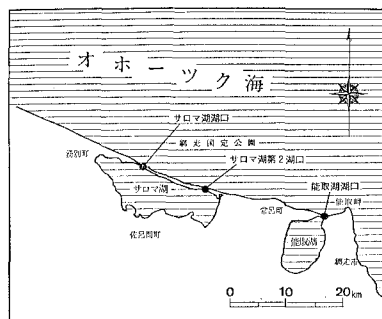 オホーツク海
サロマ湖湖口
網走国定公園
湧別町
サロマ湖第2湖口
サロマ湖
能取湖湖口
能取岬
常呂町
佐呂間町
能取湖
網走市
0 10 20
km